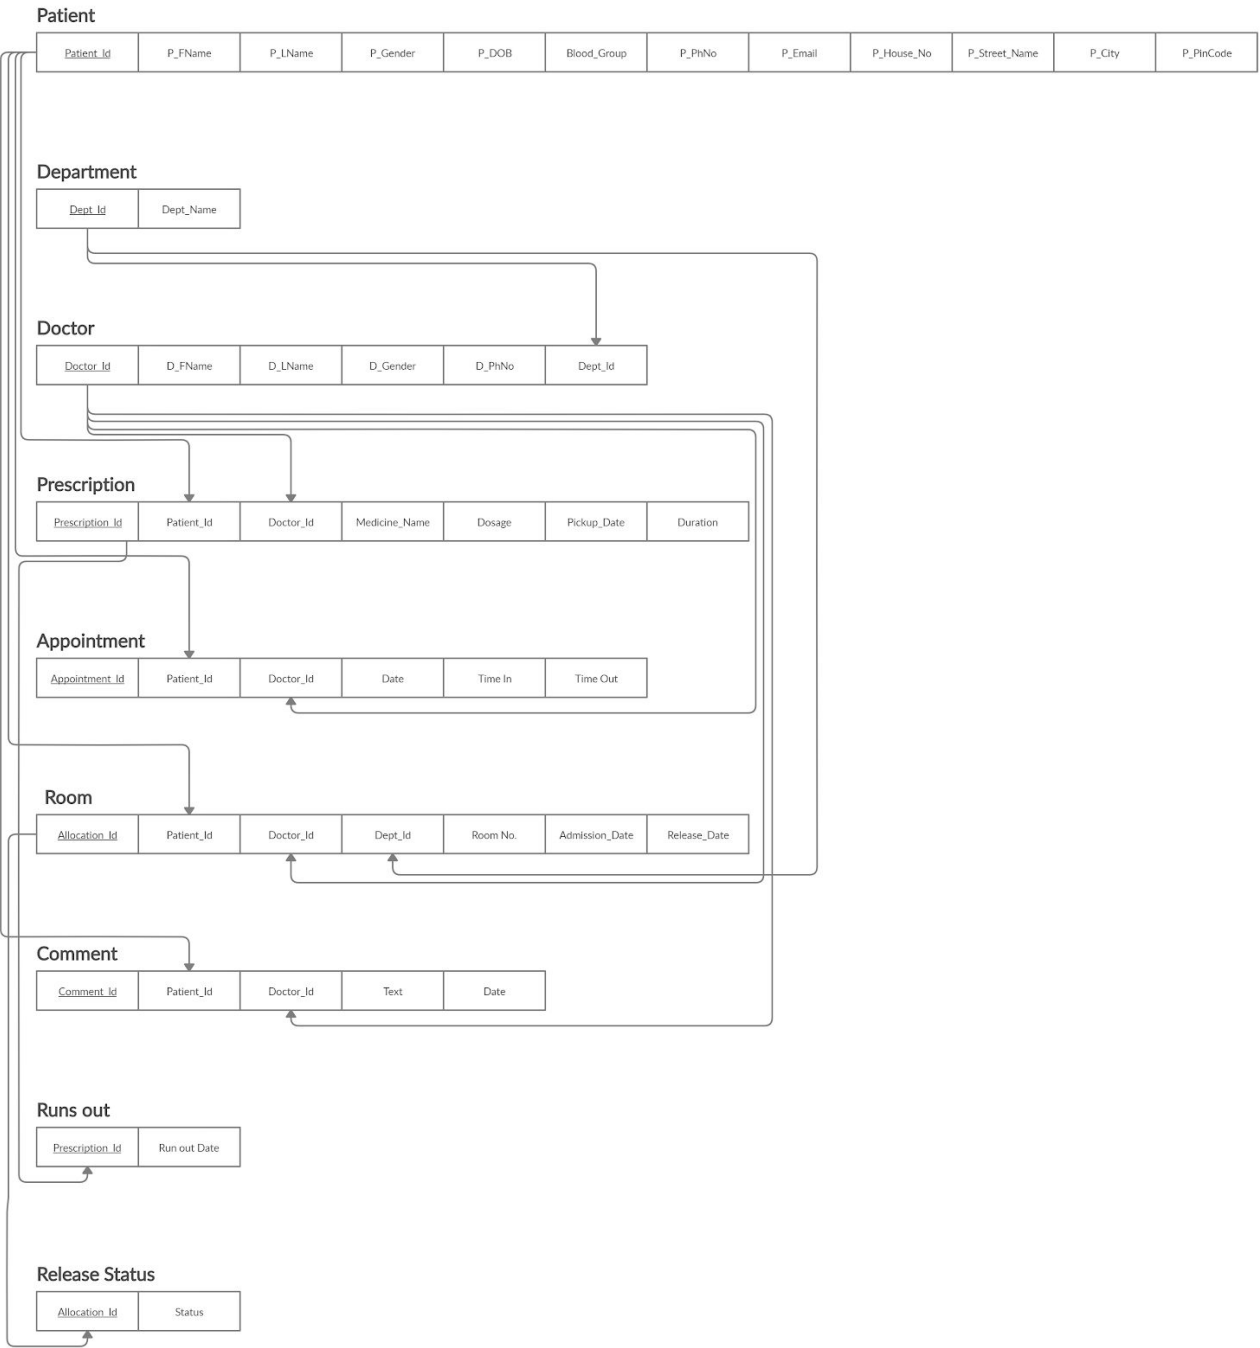 Patient
Patient_Id P_FName P_LName P_Gender P_DOB Blood_Group P_PhNo P_Email P_House_No P_Street_Name P_City P_PinCode
Department
Dept_Id Dept_Name
Doctor
Doctor_Id D_FName D_LName D_Gender D_PhNo Dept_Id
Prescription
Prescription_Id Patient_Id Doctor_Id Medicine_Name Dosage Pickup_Date Duration
Appointment
Appointment_Id Patient_Id Doctor_Id Date Time In Time Out
Room
Allocation_Id Patient_Id Doctor_Id Dept_Id Room No. Admission_Date Release_Date
Comment
Comment_Id Patient_Id Doctor_Id Text Date
Runs out
Prescription_Id Run out Date
Release Status
Allocation_Id Status